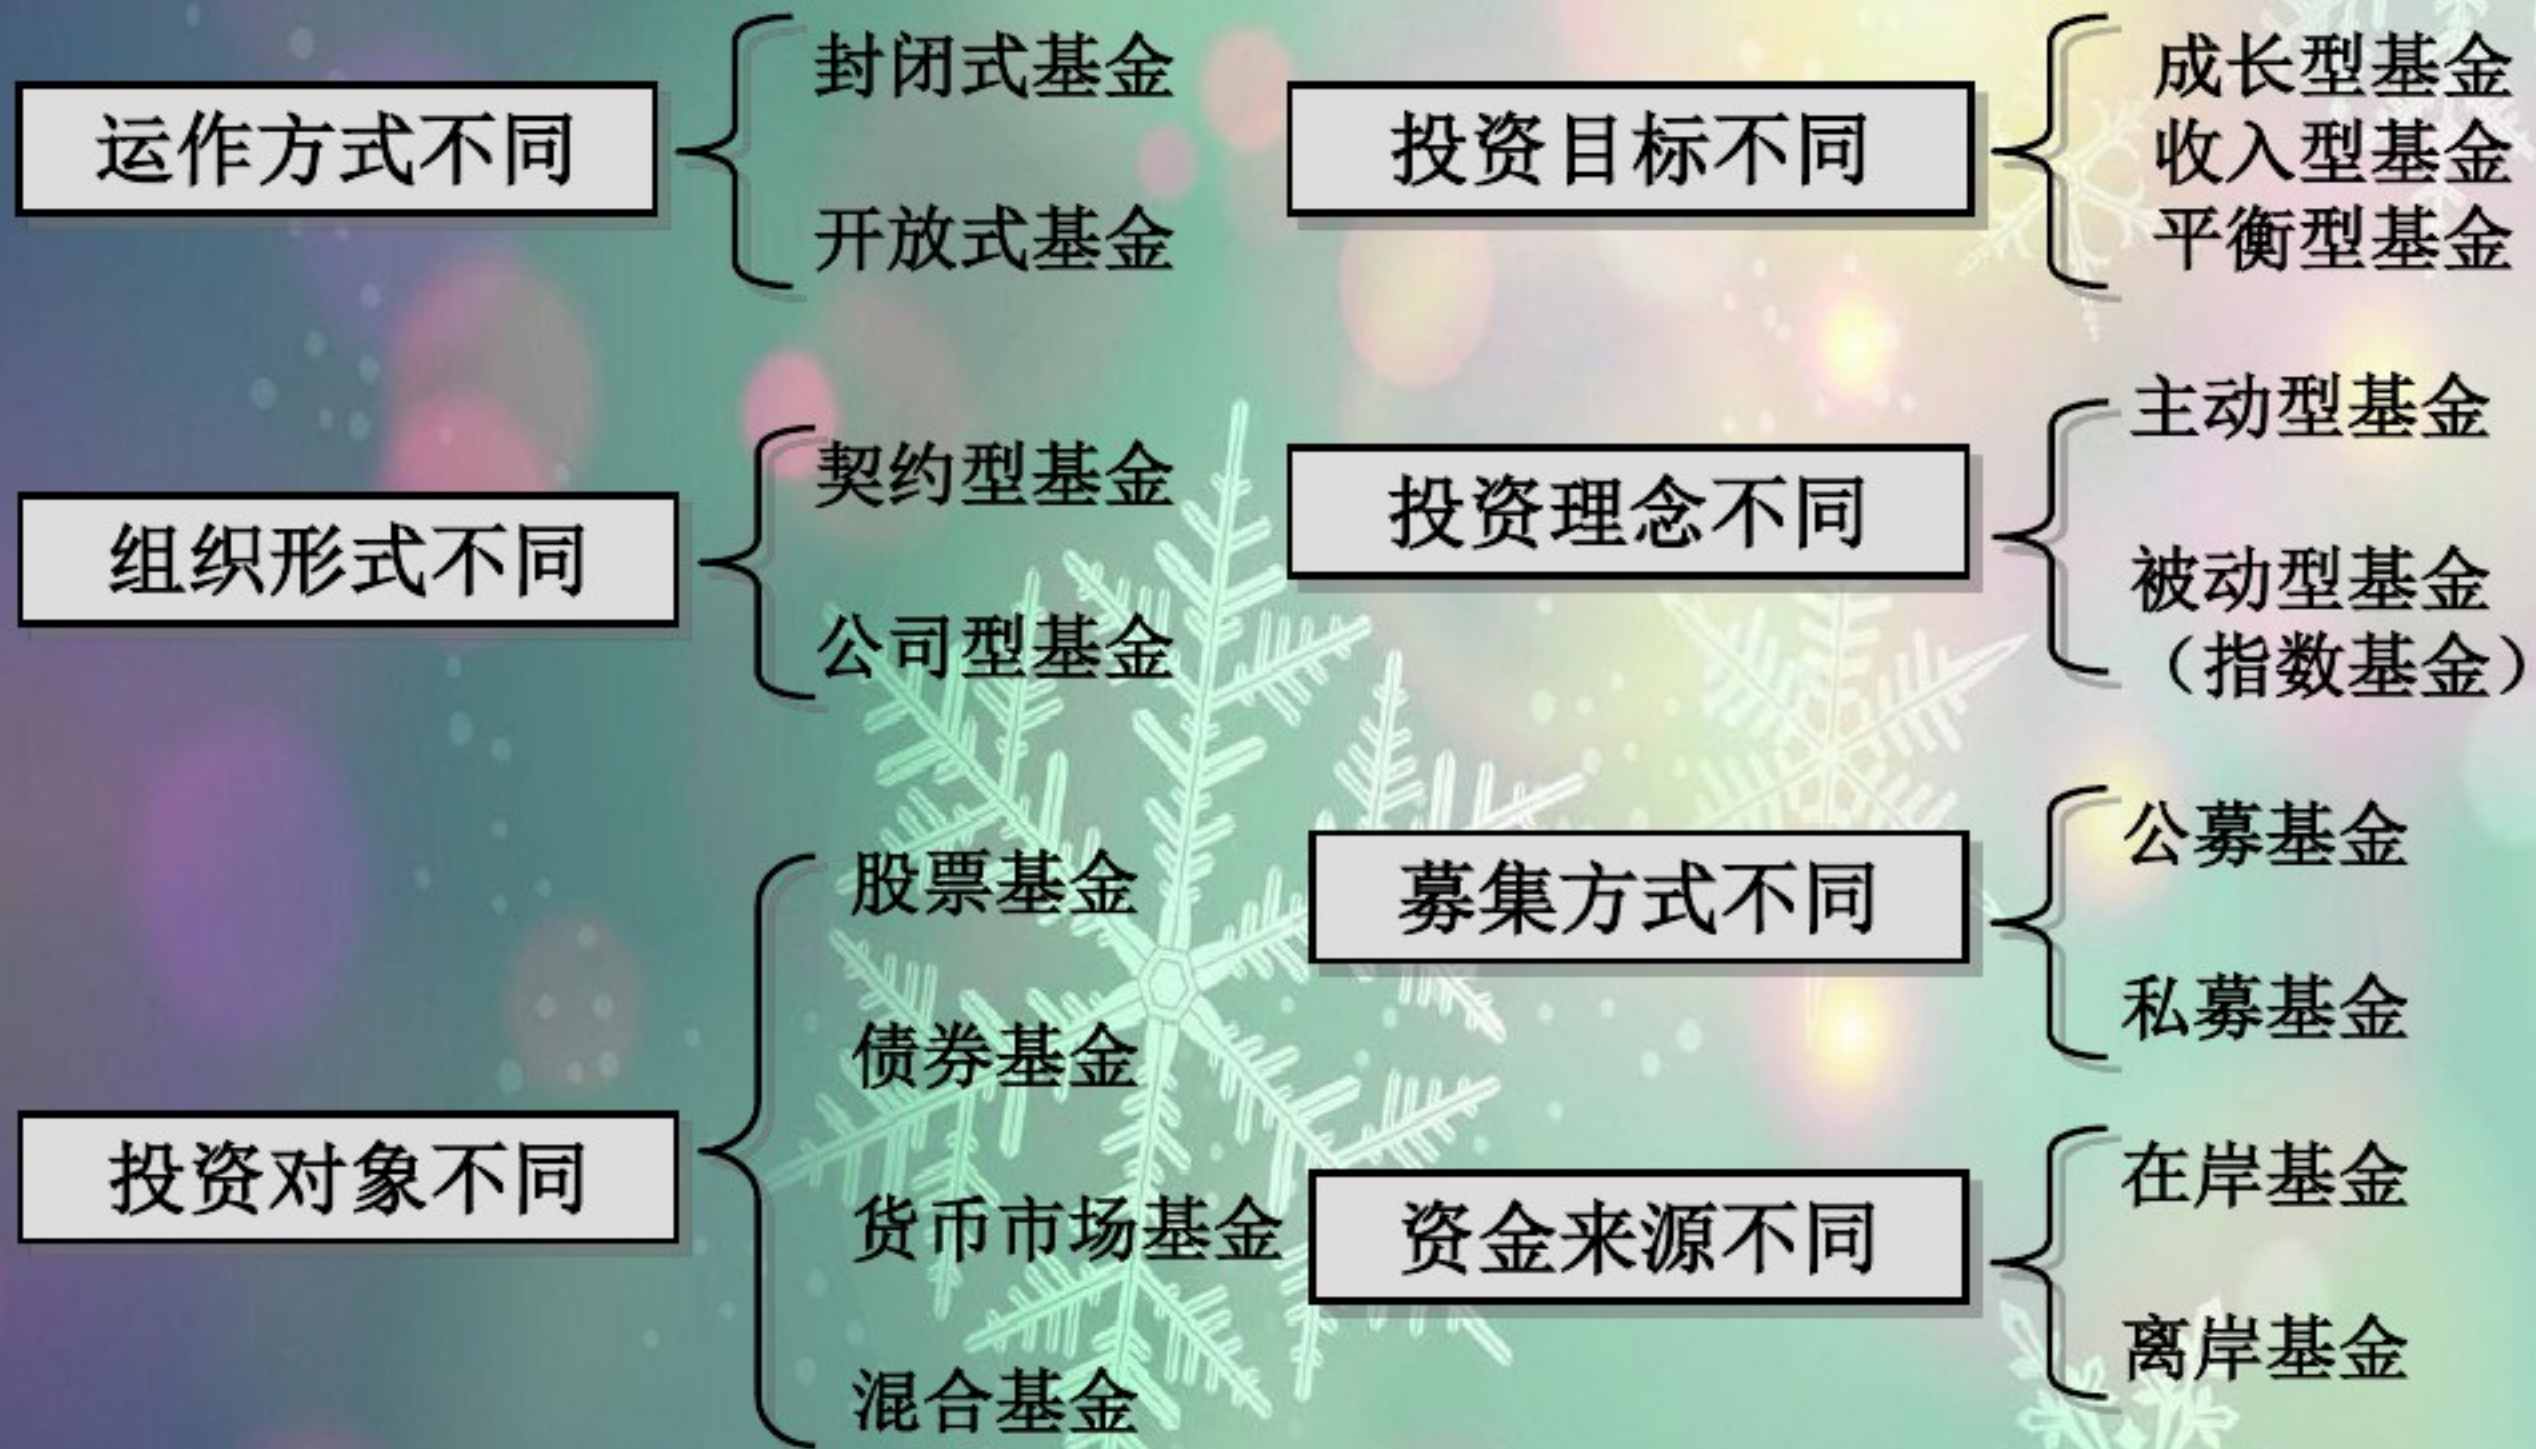 运作方式不同
封闭式基金
开放式基金
组织形式不同
契约型基金
公司型基金
投资对象不同
股票基金
债券基金
货币市场基金
混合基金
投资目标不同
成长型基金
收入型基金
平衡型基金
投资理念不同
主动型基金
被动型基金
（指数基金）
募集方式不同
公募基金
私募基金
资金来源不同
在岸基金
离岸基金